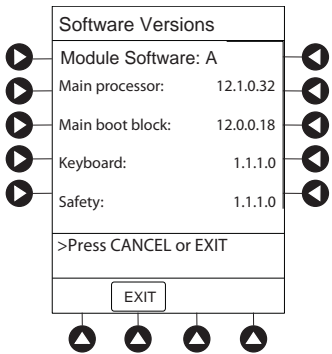 Software Versions
Module Software: A
Main processor: 12.1.0.32
Main boot block: 12.0.0.18
Keyboard: 1.1.1.0
Safety: 1.1.1.0
>Press CANCEL or EXIT
EXIT